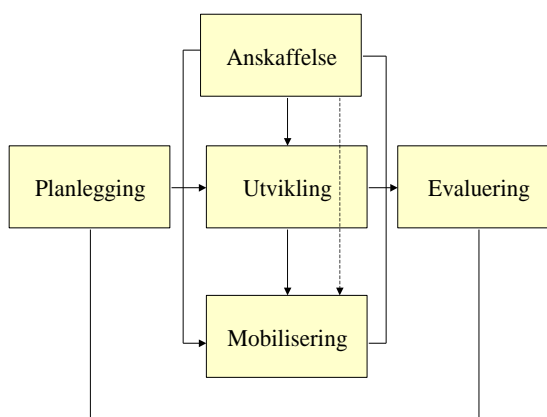 Anskaffelse
Planlegging
Utvikling
Evaluering
Mobilisering